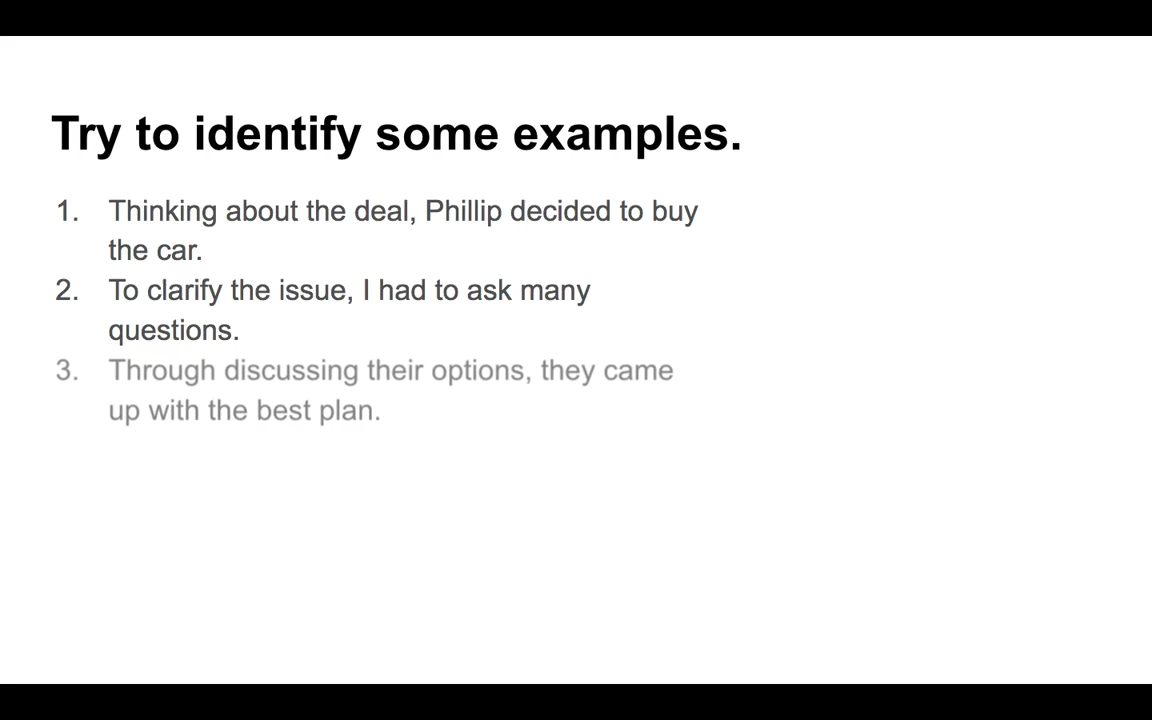 Try to identify some examples.
1. Thinking about the deal, Phillip decided to buy
the car.
2. To clarify the issue, I had to ask many
questions.
3. Through discussing their options, they came
up with the best plan.